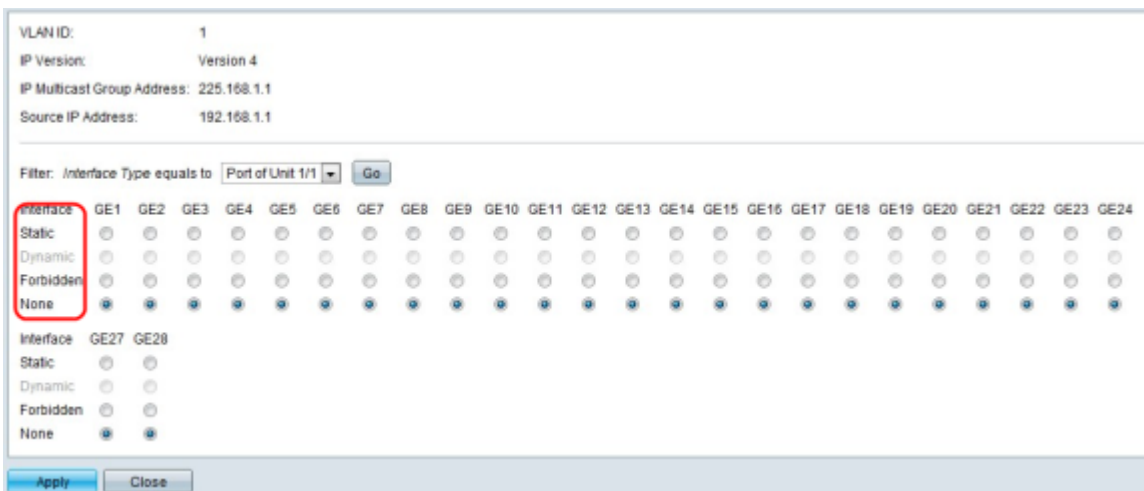 VLAN ID: 1
IP Version: Version 4
IP Multicast Group Address: 225.168.1.1
Source IP Address: 192.168.1.1
Filter: Interface Type equals to Port of Unit 1/1 Go
Interface GE1 GE2 GE3 GE4 GE5 GE6 GE7 GE8 GE9 GE10 GE11 GE12 GE13 GE14 GE15 GE16 GE17 GE18 GE19 GE20 GE21 GE22 GE23 GE24
Static
Dynamic
Forbidden
None
Interface GE27 GE28
Static
Dynamic
Forbidden
None
Apply Close